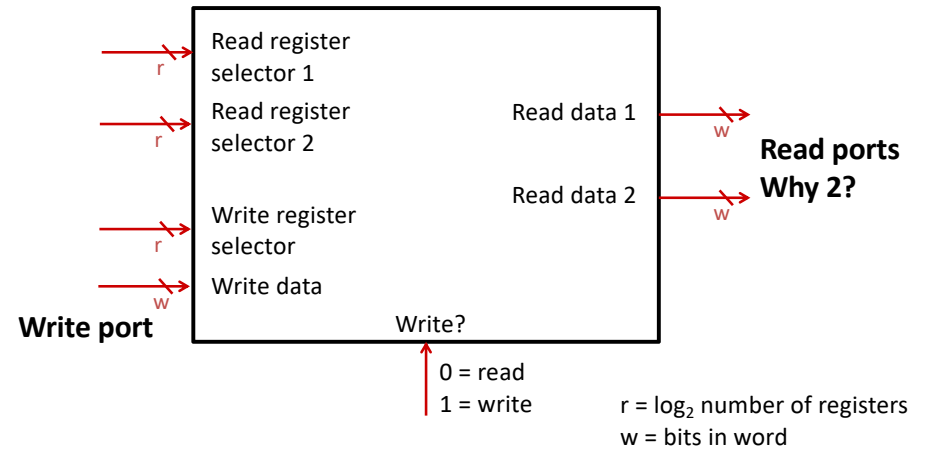 Read register
selector 1
r
Read register
selector 2
r
Read data 1
w
Read ports
Why 2?
Read data 2
w
Write register
selector
r
Write data
w
Write port
Write?
0 = read
1 = write
r = log₂ number of registers
w = bits in word